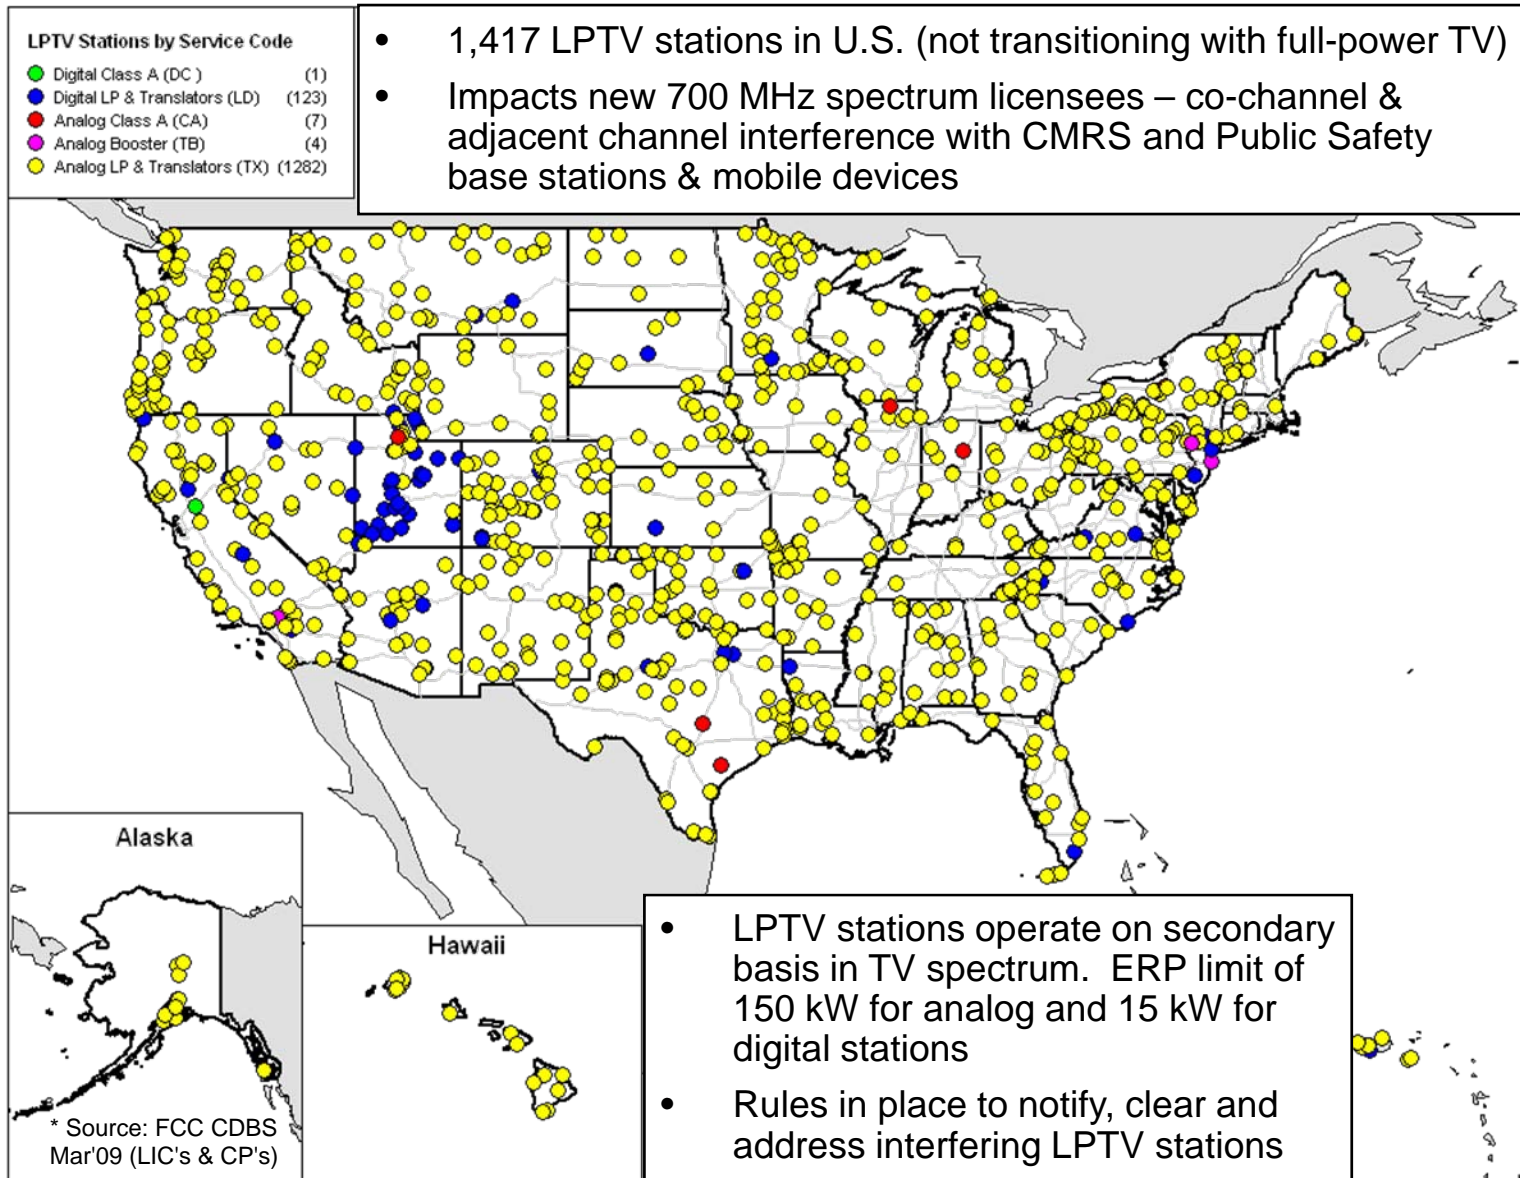 LPTV Stations by Service Code
Digital Class A (DC ) (1)
Digital LP & Translators (LD) (123)
Analog Class A (CA) (7)
Analog Booster (TB) (4)
Analog LP & Translators (TX) (1282)
• 1,417 LPTV stations in U.S. (not transitioning with full-power TV)
• Impacts new 700 MHz spectrum licensees – co-channel &
adjacent channel interference with CMRS and Public Safety
base stations & mobile devices
Alaska
* Source: FCC CDBS
Mar'09 (LIC's & CP's)
Hawaii
• LPTV stations operate on secondary
basis in TV spectrum. ERP limit of
150 kW for analog and 15 kW for
digital stations
• Rules in place to notify, clear and
address interfering LPTV stations